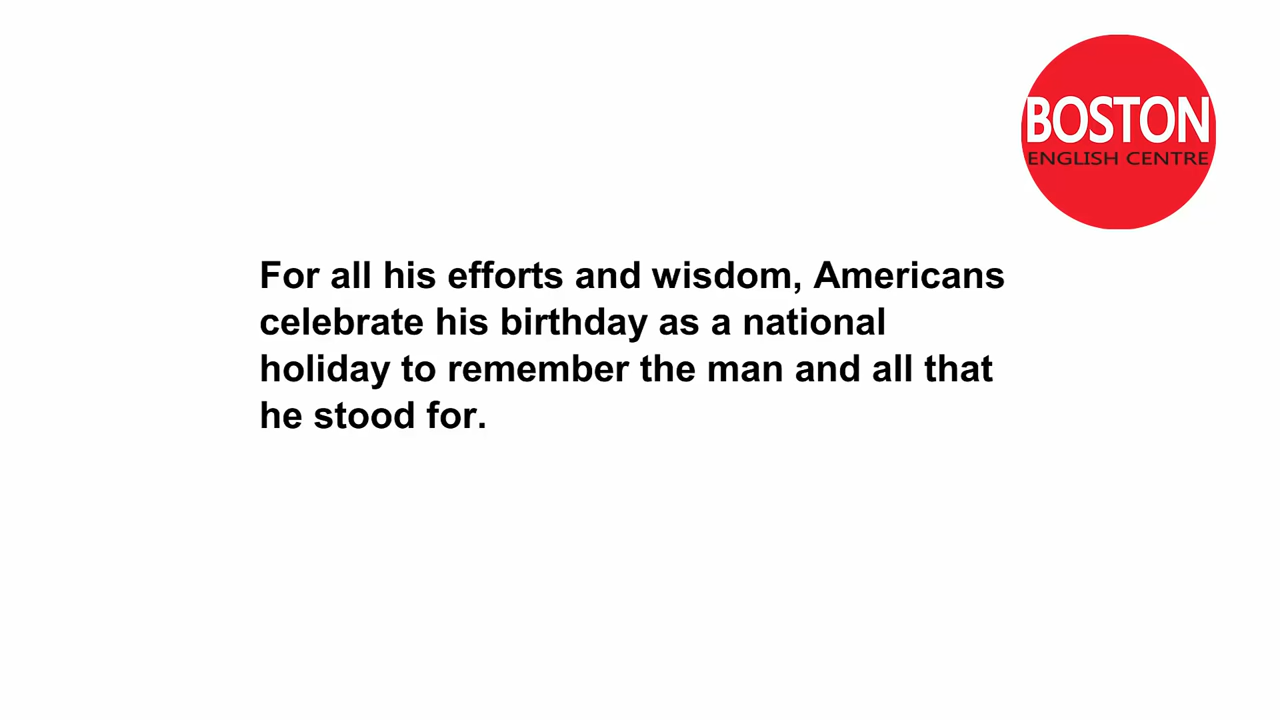 BOSTON
ENGLISH CENTRE
For all his efforts and wisdom, Americans
celebrate his birthday as a national
holiday to remember the man and all that
he stood for.